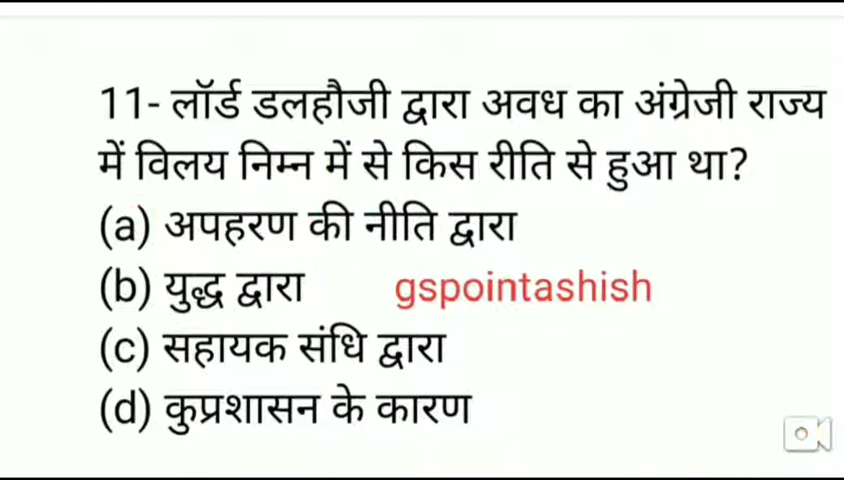 11- लॉर्ड डलहौजी द्वारा अवध का अंग्रेजी राज्य
में विलय निम्न में से किस रीति से हुआ था?
(a) अपहरण की नीति द्वारा
(b) युद्ध द्वारा gspointashish
(c) सहायक संधि द्वारा
(d) कुप्रशासन के कारण